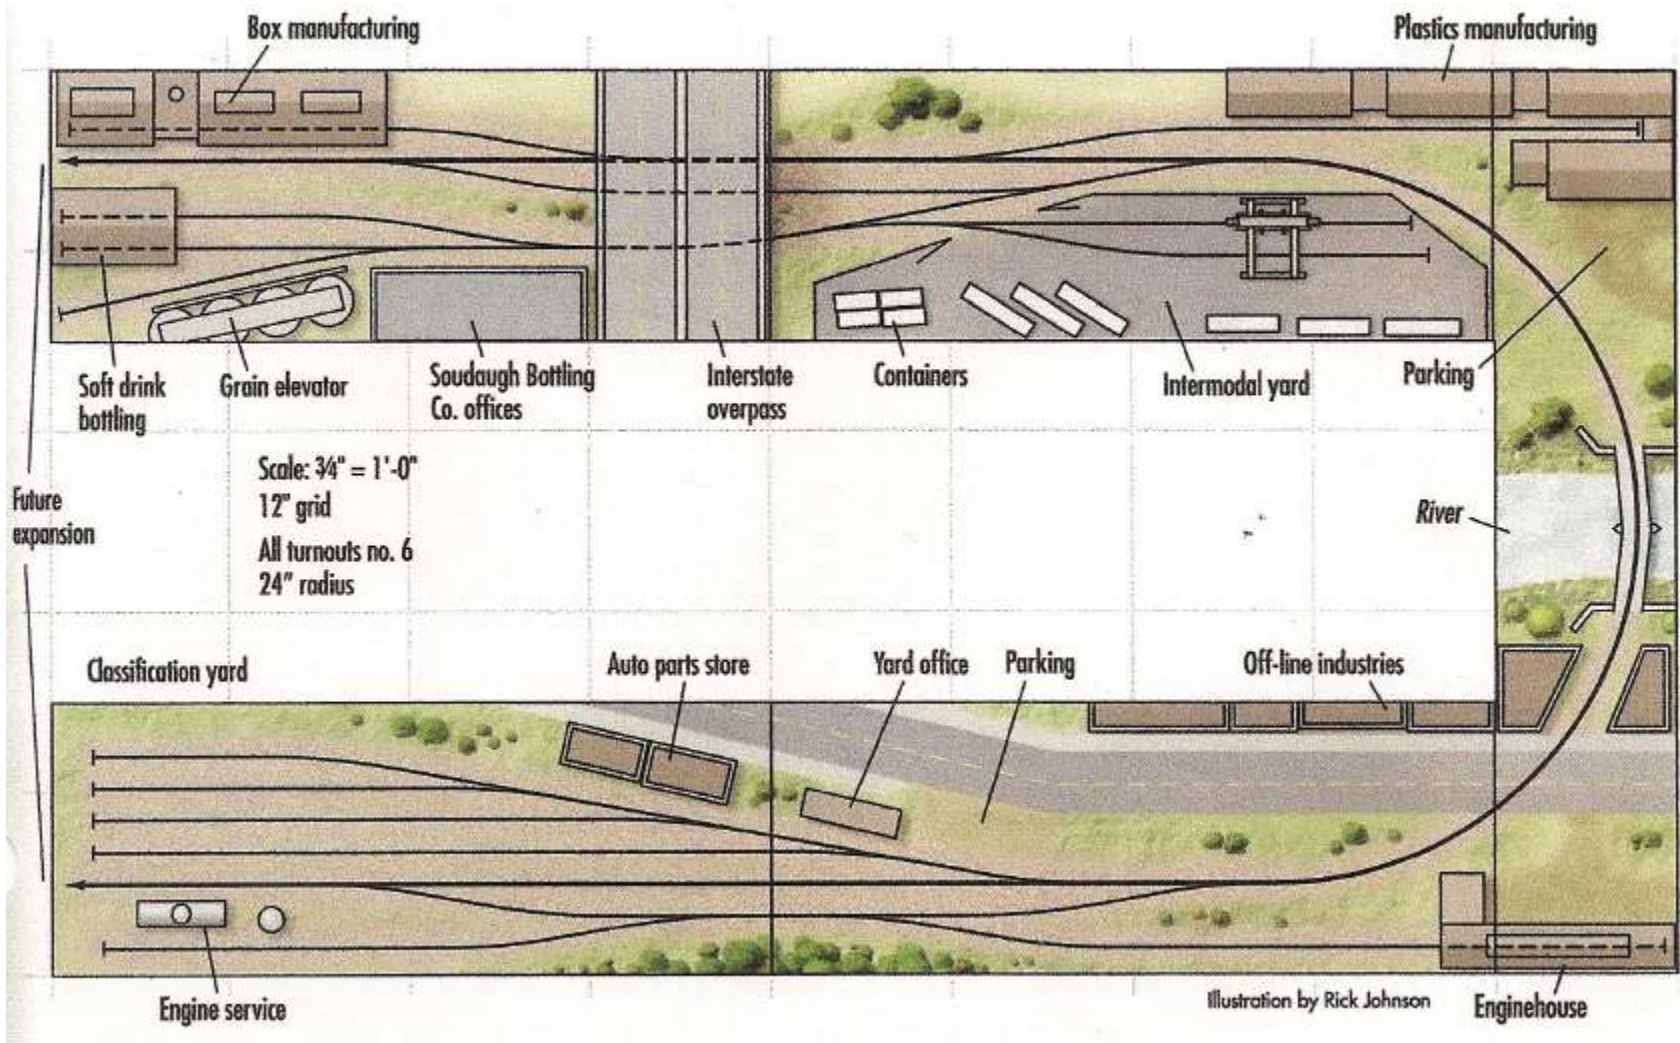 Box manufacturing
Plastics manufacturing
Soft drink
bottling
Grain elevator
Soudaugh Bottling
Co. offices
Interstate
overpass
Containers
Intermodal yard
Parking
Scale: ¾" = 1'-0"
12" grid
All turnouts no. 6
24" radius
Future
expansion
River
Classification yard
Auto parts store
Yard office
Parking
Off-line industries
Engine service
Illustration by Rick Johnson
Enginehouse